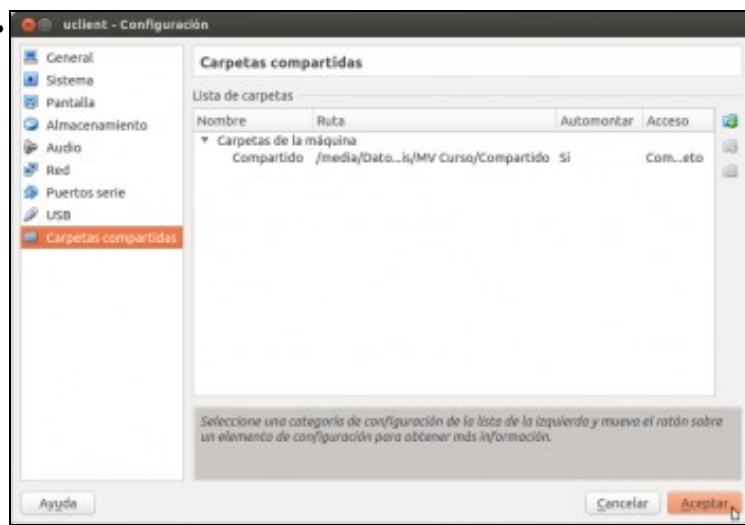 uclient - Configuración
General
Sistema
Pantalla
Almacenamiento
Audio
Red
Puertos serie
USB
Carpetas compartidas
Carpetas compartidas
Lista de carpetas
Nombre Ruta Automontar Acceso
Carpetas de la máquina
Compartido /media/Dato...is/MV Curso/Compartido Sí Com...eto
Seleccione una categoría de configuración de la lista de la izquierda y mueva el ratón sobre
un elemento de configuración para obtener más información.
Ayuda Cancelar Aceptar